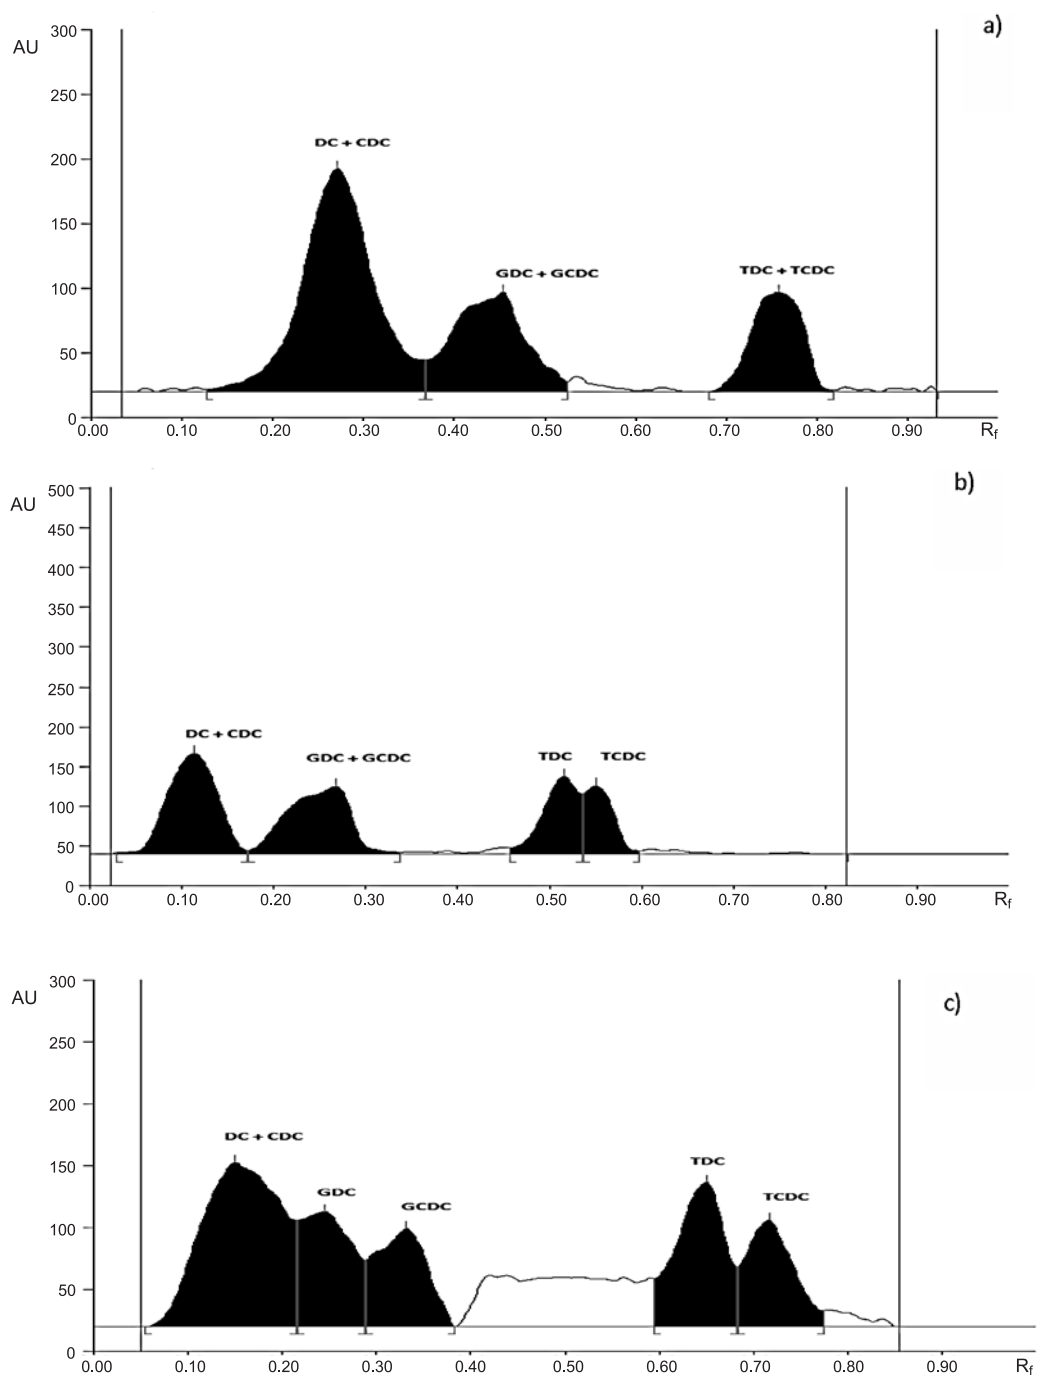 a)
300
AU
250
DC + CDC
200
150
GDC + GCDC
TDC + TCDC
100
50
0
0.00 0.10 0.20 0.30 0.40 0.50 0.60 0.70 0.80 0.90 Rf
b)
500
AU
450
400
350
300
250
200
DC + CDC
GDC + GCDC
TDC TCDC
150
100
50
0
0.00 0.10 0.20 0.30 0.40 0.50 0.60 0.70 0.80 0.90 Rf
300
AU
c)
250
200
DC + CDC
TDC
150
GDC
TCDC
GCDC
100
50
0
0.00 0.10 0.20 0.30 0.40 0.50 0.60 0.70 0.80 0.90 Rf